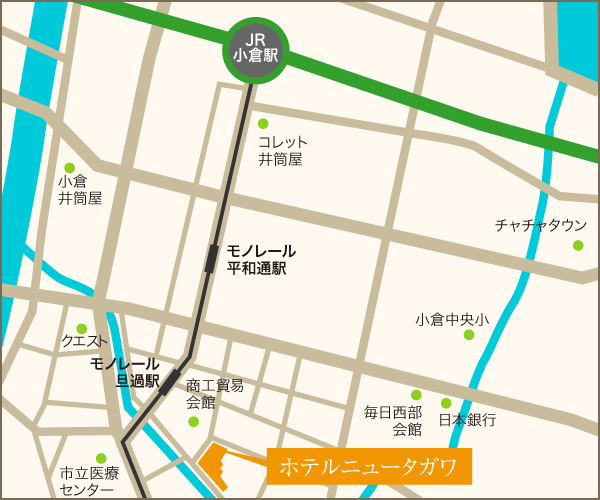 JR
小倉駅
コレット
井筒屋
小倉
井筒屋
チャチャタウン
モノレール
平和通駅
小倉中央小
クエスト
モノレール
旦過駅
商工貿易
会館
毎日西部
会館
日本銀行
市立医療
センター
ホテルニュータガワ